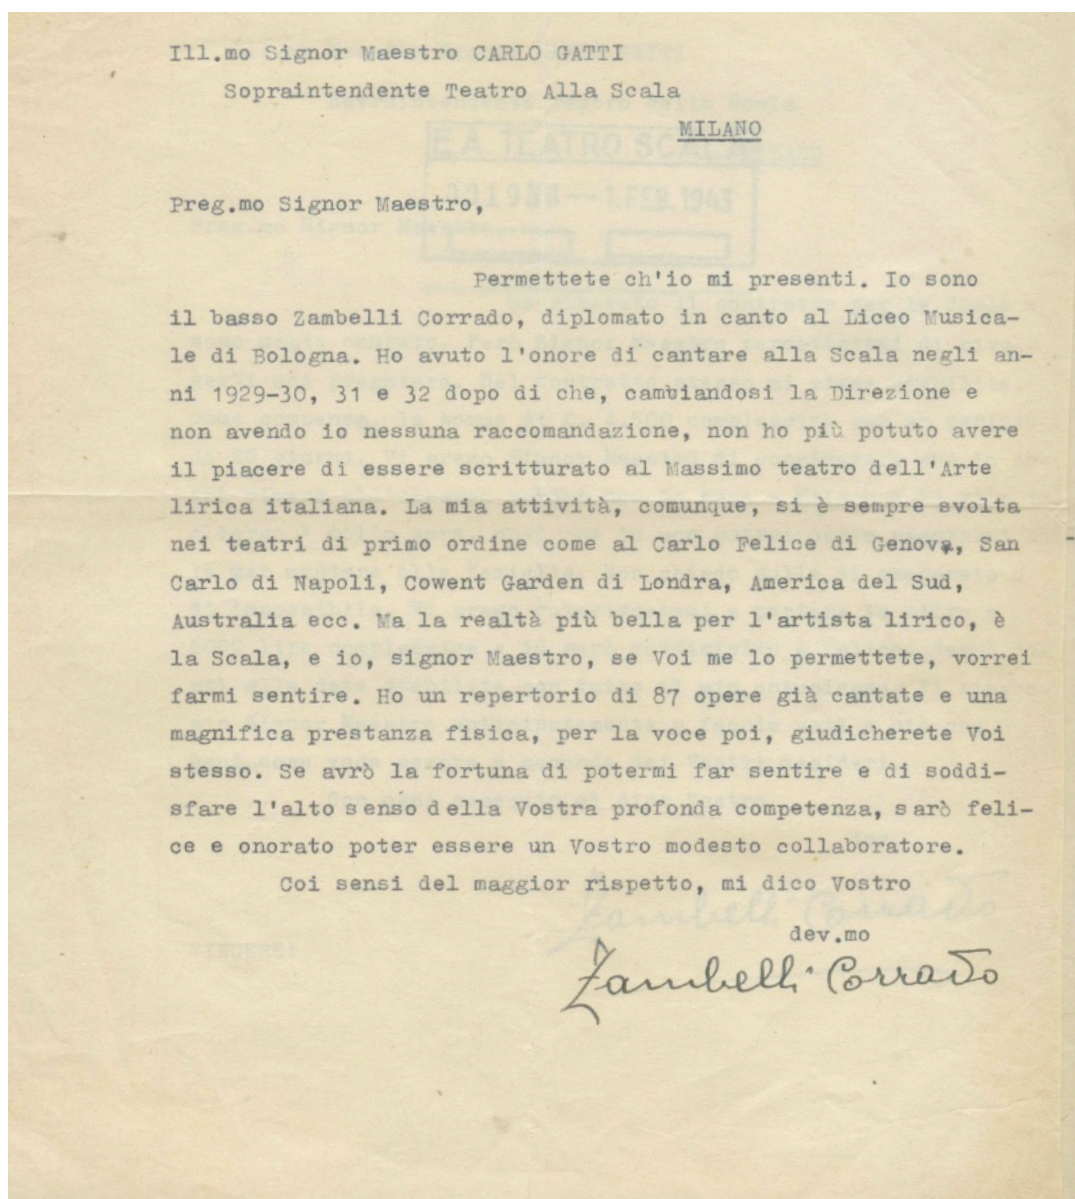 Ill.mo Signor Maestro CARLO GATTI
Sopraintendente Teatro Alla Scala
MILANO
E.A. TEATRO SCALA
1 FEB. 1943
Preg.mo Signor Maestro,
Permettete ch'io mi presenti. Io sono
il basso Zambelli Corrado, diplomato in canto al Liceo Musica-
le di Bologna. Ho avuto l'onore di cantare alla Scala negli an-
ni 1929-30, 31 e 32 dopo di che, cambiandosi la Direzione e
non avendo io nessuna raccomandazione, non ho più potuto avere
il piacere di essere scritturato al Massimo teatro dell'Arte
lirica italiana. La mia attività, comunque, si è sempre svolta
nei teatri di primo ordine come al Carlo Felice di Genova, San
Carlo di Napoli, Cowent Garden di Londra, America del Sud,
Australia ecc. Ma la realtà più bella per l'artista lirico, è
la Scala, e io, signor Maestro, se Voi me lo permettete, vorrei
farmi sentire. Ho un repertorio di 87 opere già cantate e una
magnifica prestanza fisica, per la voce poi, giudicherete Voi
stesso. Se avrò la fortuna di potermi far sentire e di soddi-
sfare l'alto senso della Vostra profonda competenza, sarò feli-
ce e onorato poter essere un Vostro modesto collaboratore.
Coi sensi del maggior rispetto, mi dico Vostro
dev.mo
Zambelli Corrado